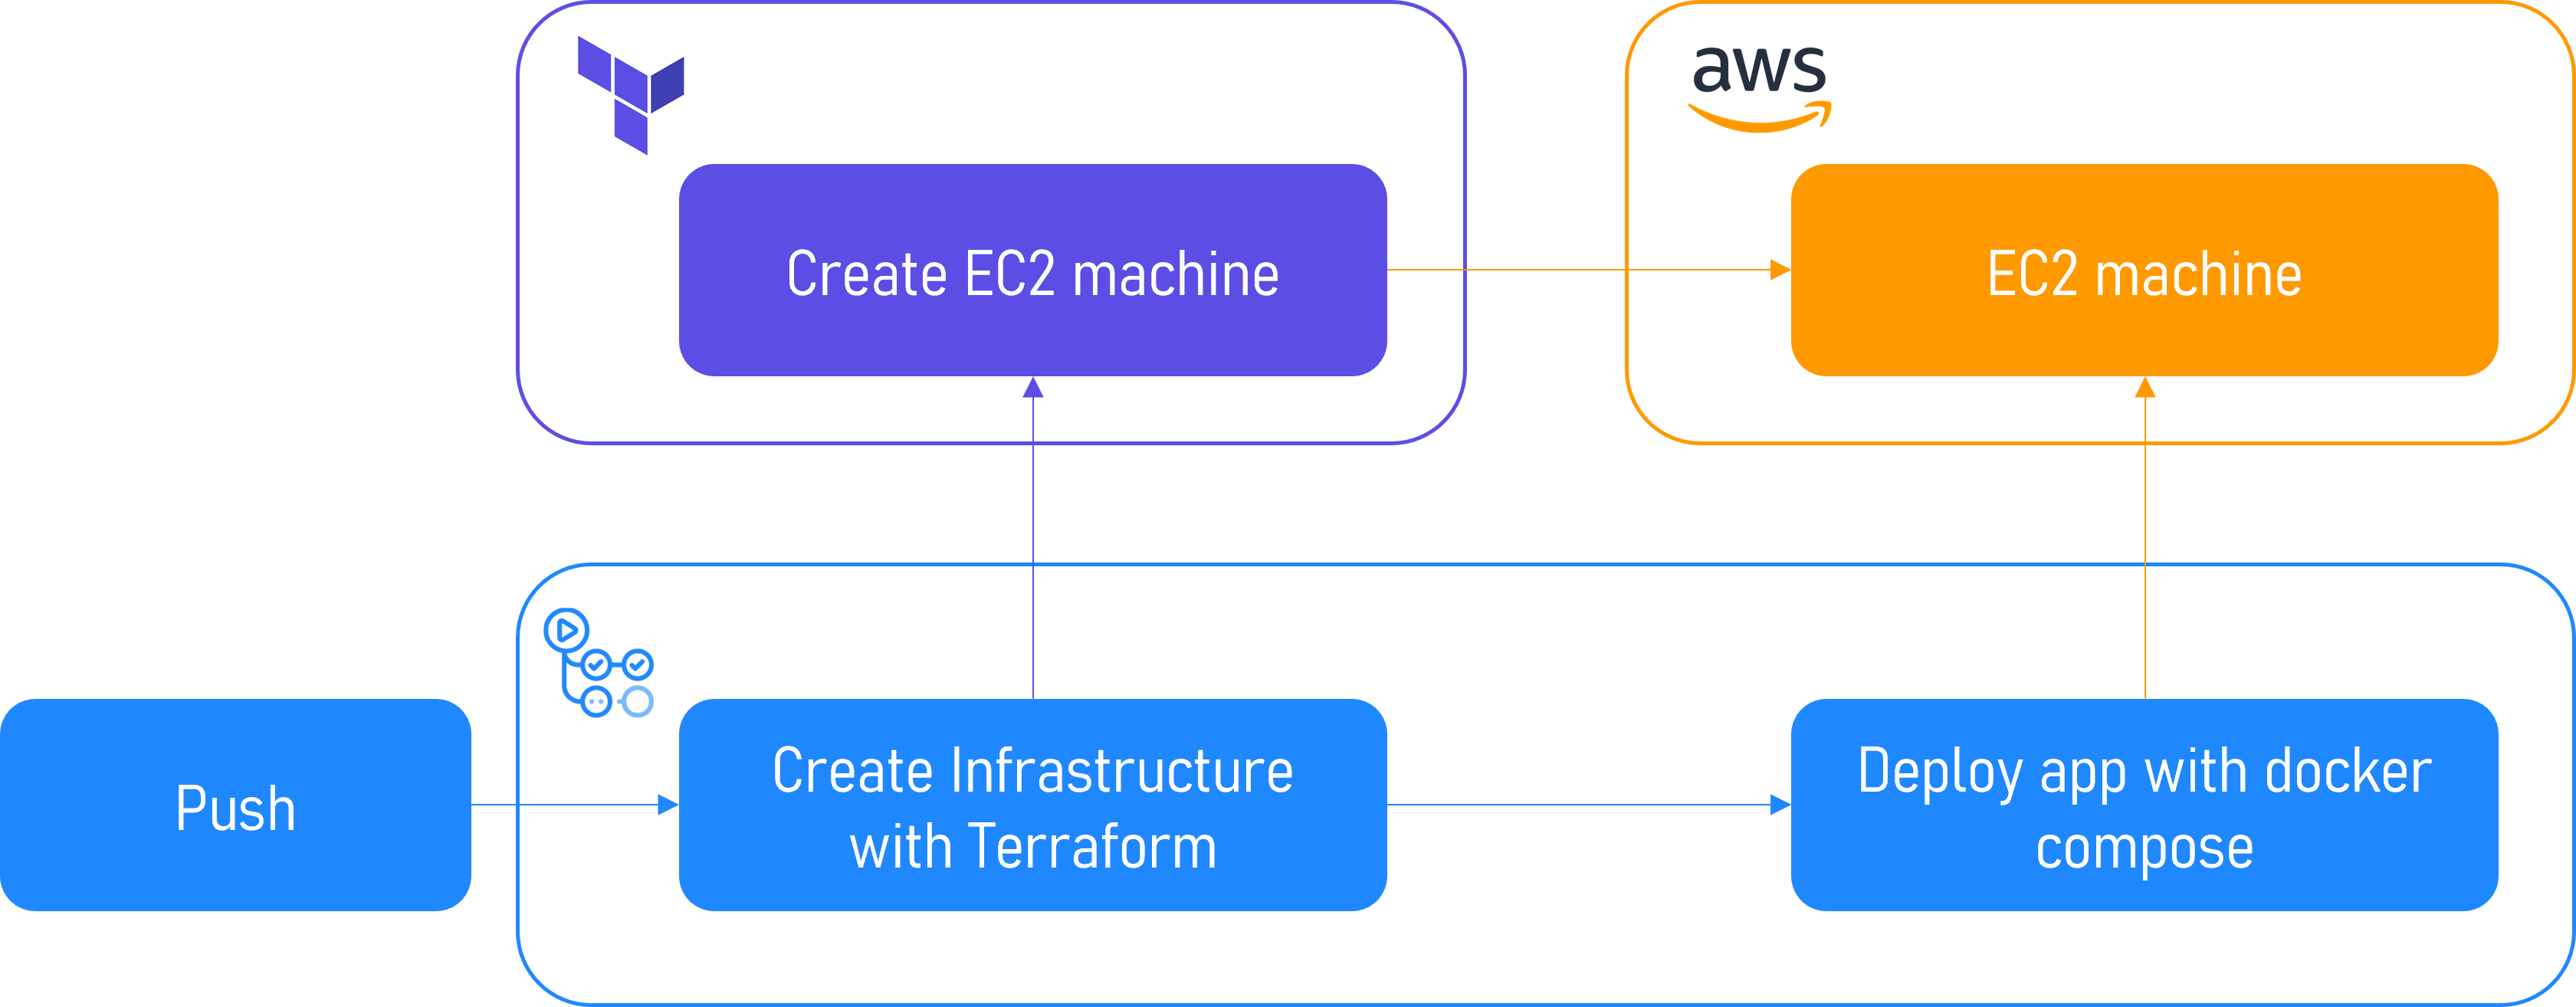 aws
Create EC2 machine
EC2 machine
Push
Create Infrastructure
with Terraform
Deploy app with docker
compose